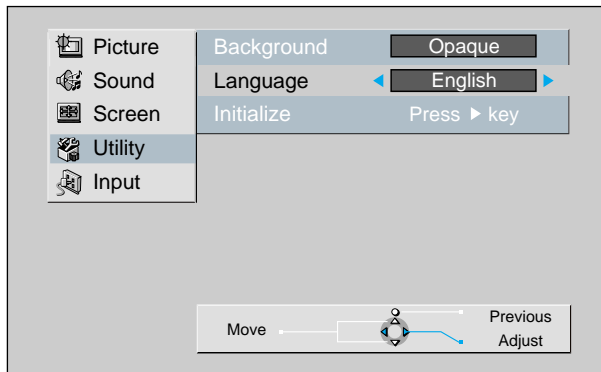 Picture
Sound
Screen
Utility
Input
Background Opaque
Language English
Initialize Press ▶ key
Move
Previous
Adjust